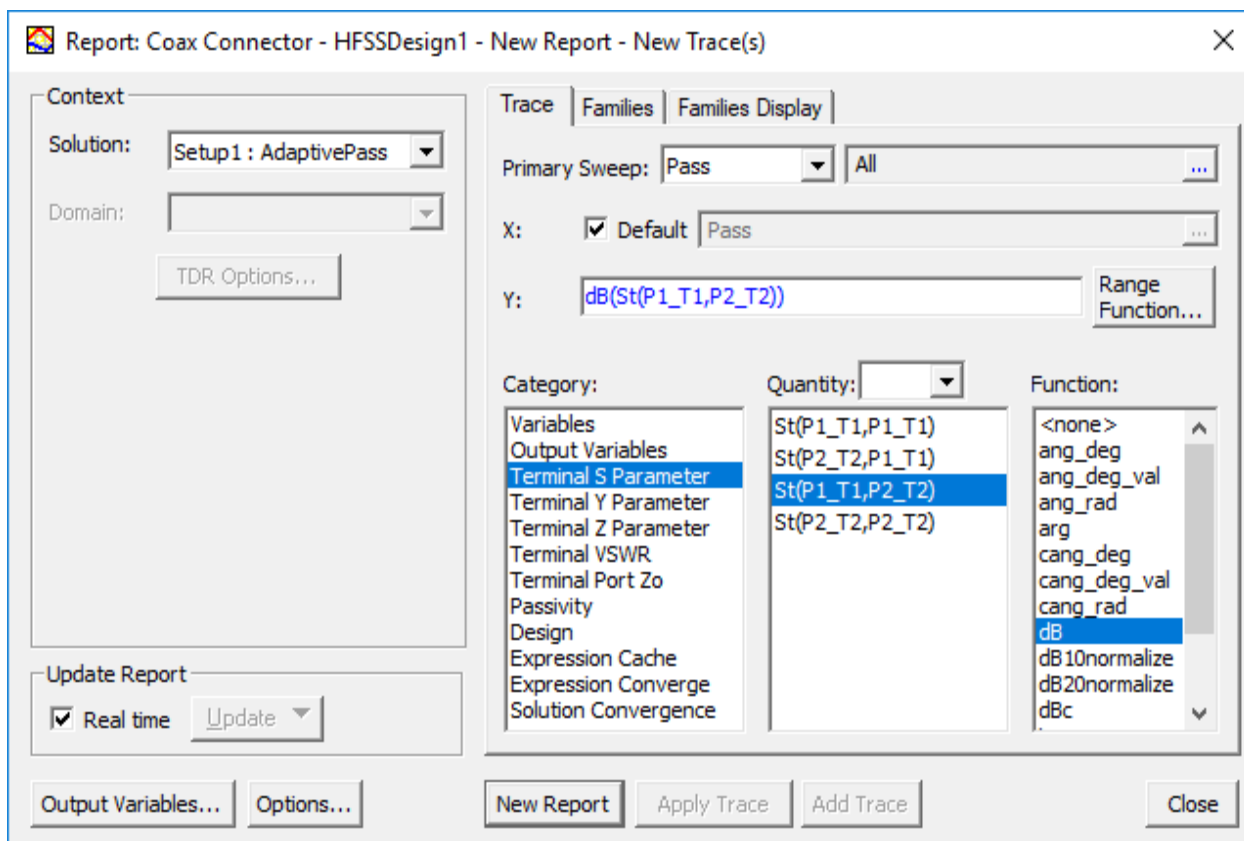 Report: Coax Connector - HFSSDesign1 - New Report - New Trace(s)
Context
Solution:
Setup1 : AdaptivePass
Domain:
TDR Options...
Update Report
Real time
Update
Output Variables...
Options...
Trace
Families
Families Display
Primary Sweep:
Pass
All
...
X:
Default
Pass
...
Y:
dB(St(P1_T1,P2_T2))
Range
Function...
Category:
Variables
Output Variables
Terminal S Parameter
Terminal Y Parameter
Terminal Z Parameter
Terminal VSWR
Terminal Port Zo
Passivity
Design
Expression Cache
Expression Converge
Solution Convergence
Quantity:
St(P1_T1,P1_T1)
St(P2_T2,P1_T1)
St(P1_T1,P2_T2)
St(P2_T2,P2_T2)
Function:
<none>
ang_deg
ang_deg_val
ang_rad
arg
cang_deg
cang_deg_val
cang_rad
dB
dB10normalize
dB20normalize
dBc
New Report
Apply Trace
Add Trace
Close